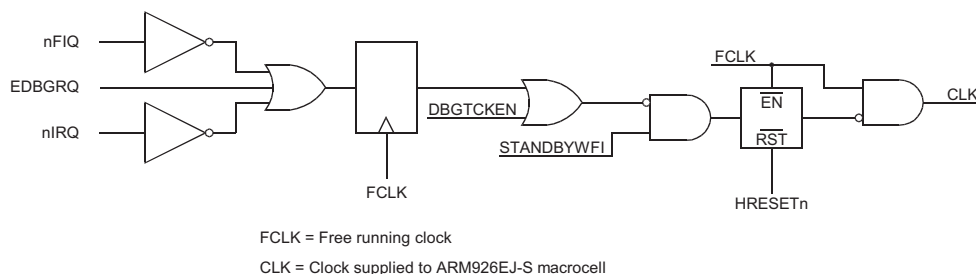 nFIQ
EDBGRQ
nIRQ
FCLK
DBGTCKEN
STANDBYWFI
FCLK
EN
RST
HRESETn
CLK
FCLK = Free running clock
CLK = Clock supplied to ARM926EJ-S macrocell